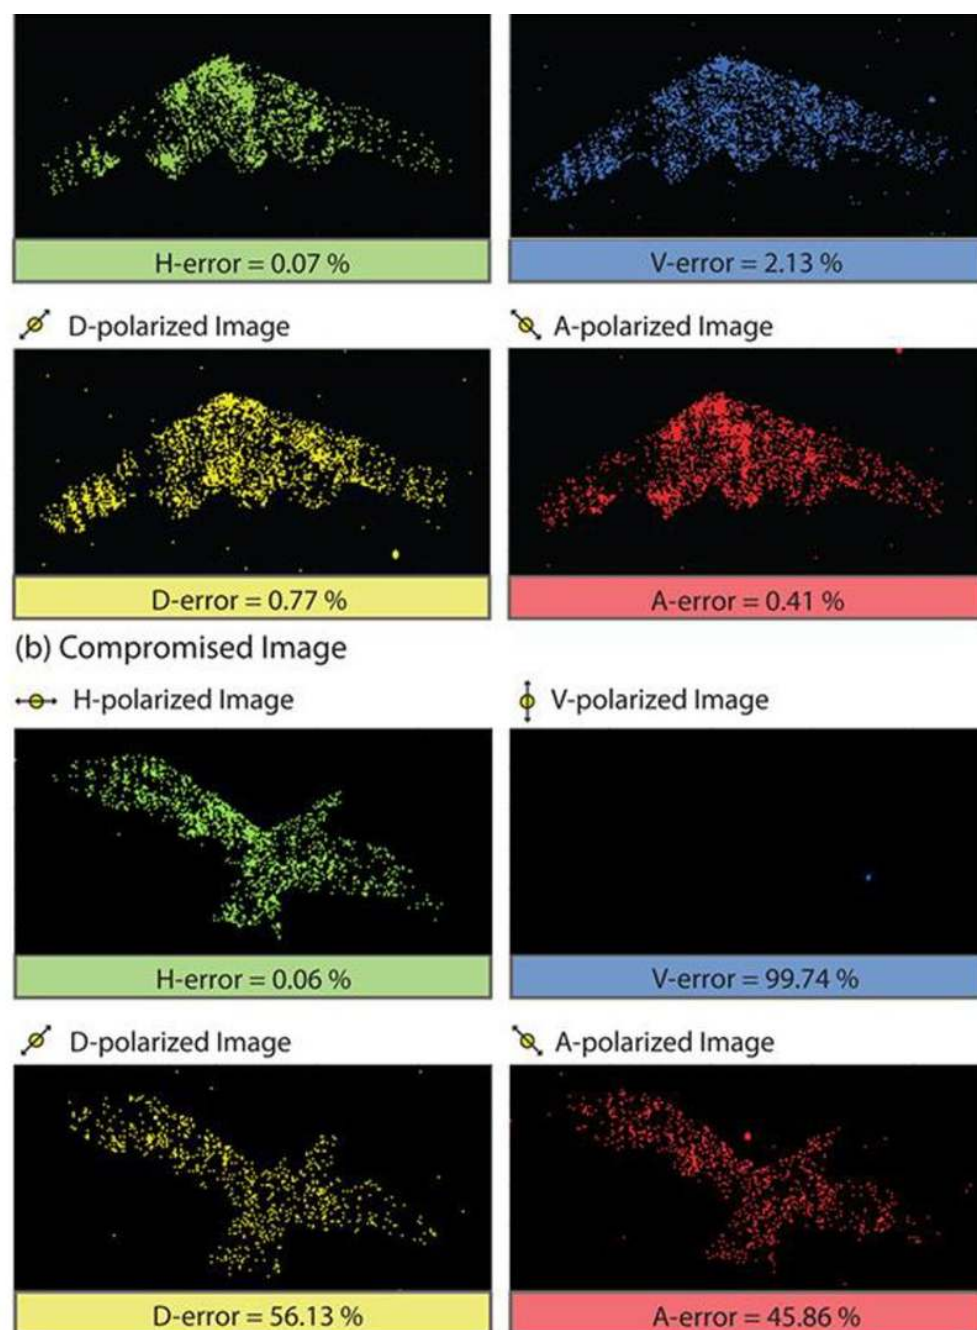 H-error = 0.07 %
V-error = 2.13 %
D-polarized Image
A-polarized Image
D-error = 0.77 %
A-error = 0.41 %
(b) Compromised Image
H-polarized Image
V-polarized Image
H-error = 0.06 %
V-error = 99.74 %
D-polarized Image
A-polarized Image
D-error = 56.13 %
A-error = 45.86 %